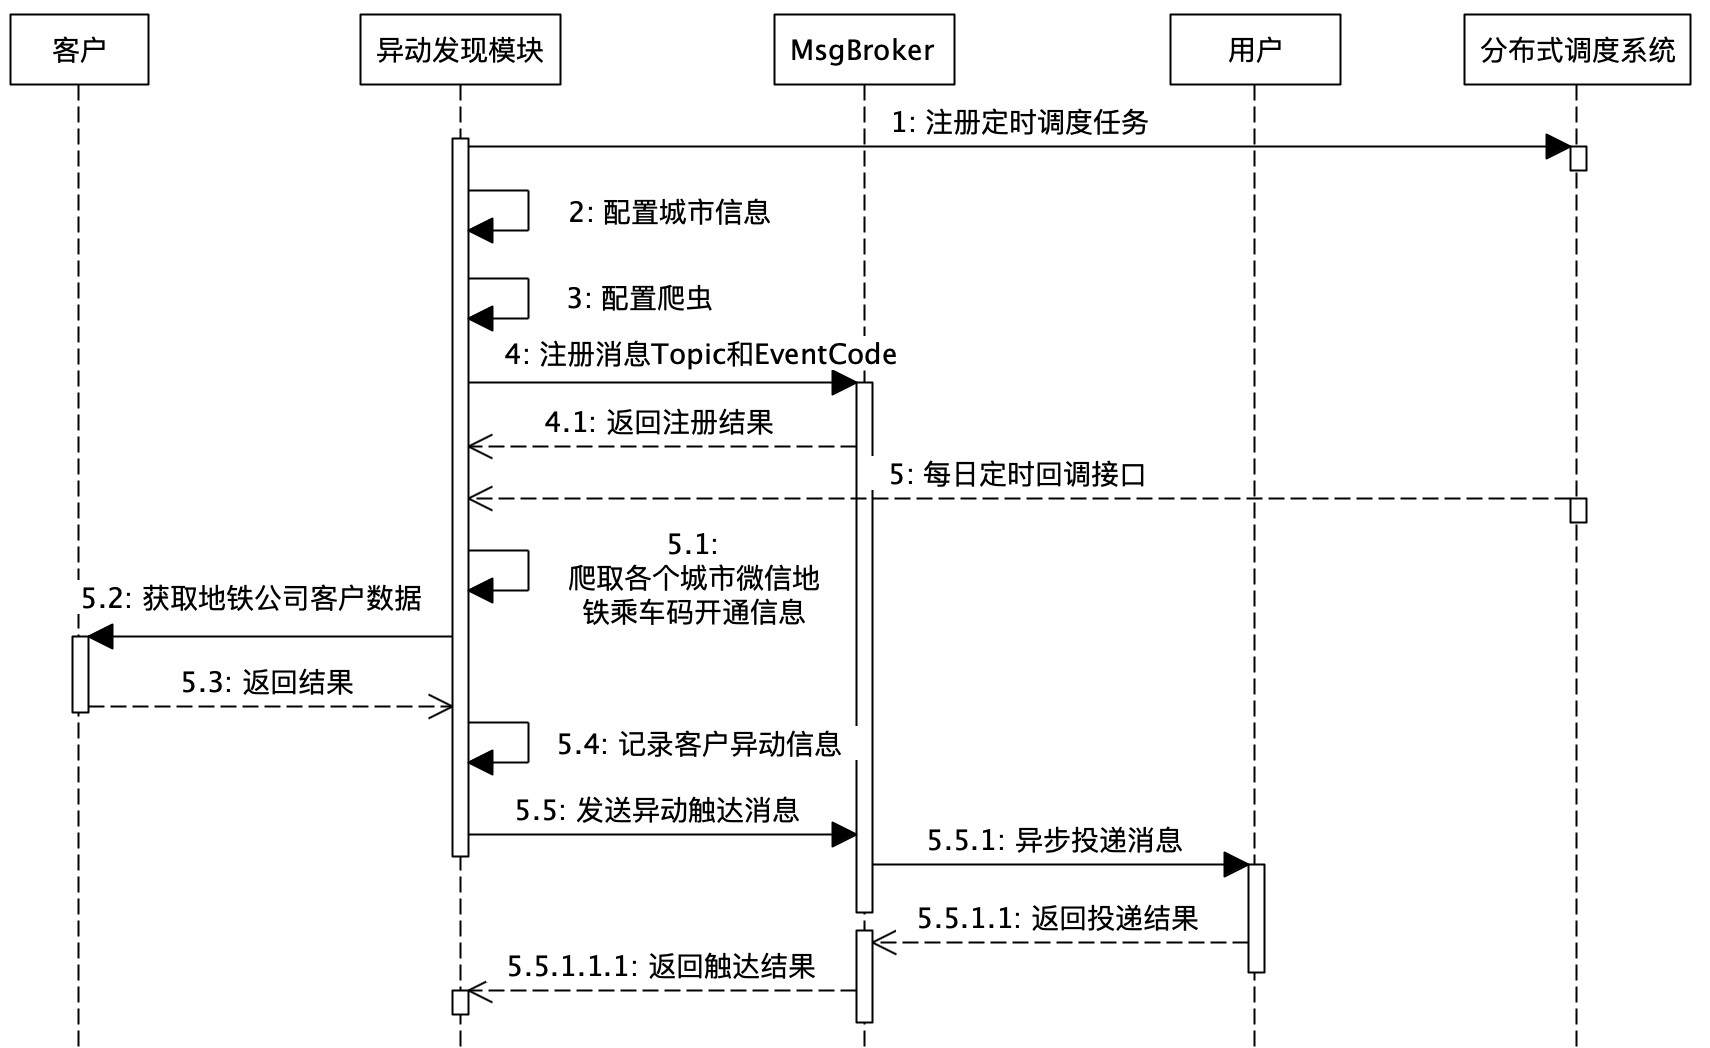 客户
异动发现模块
MsgBroker
用户
分布式调度系统
1: 注册定时调度任务
2: 配置城市信息
3: 配置爬虫
4: 注册消息Topic和EventCode
4.1: 返回注册结果
5: 每日定时回调接口
5.1:
爬取各个城市微信地
铁乘车码开通信息
5.2: 获取地铁公司客户数据
5.3: 返回结果
5.4: 记录客户异动信息
5.5: 发送异动触达消息
5.5.1: 异步投递消息
5.5.1.1: 返回投递结果
5.5.1.1.1: 返回触达结果